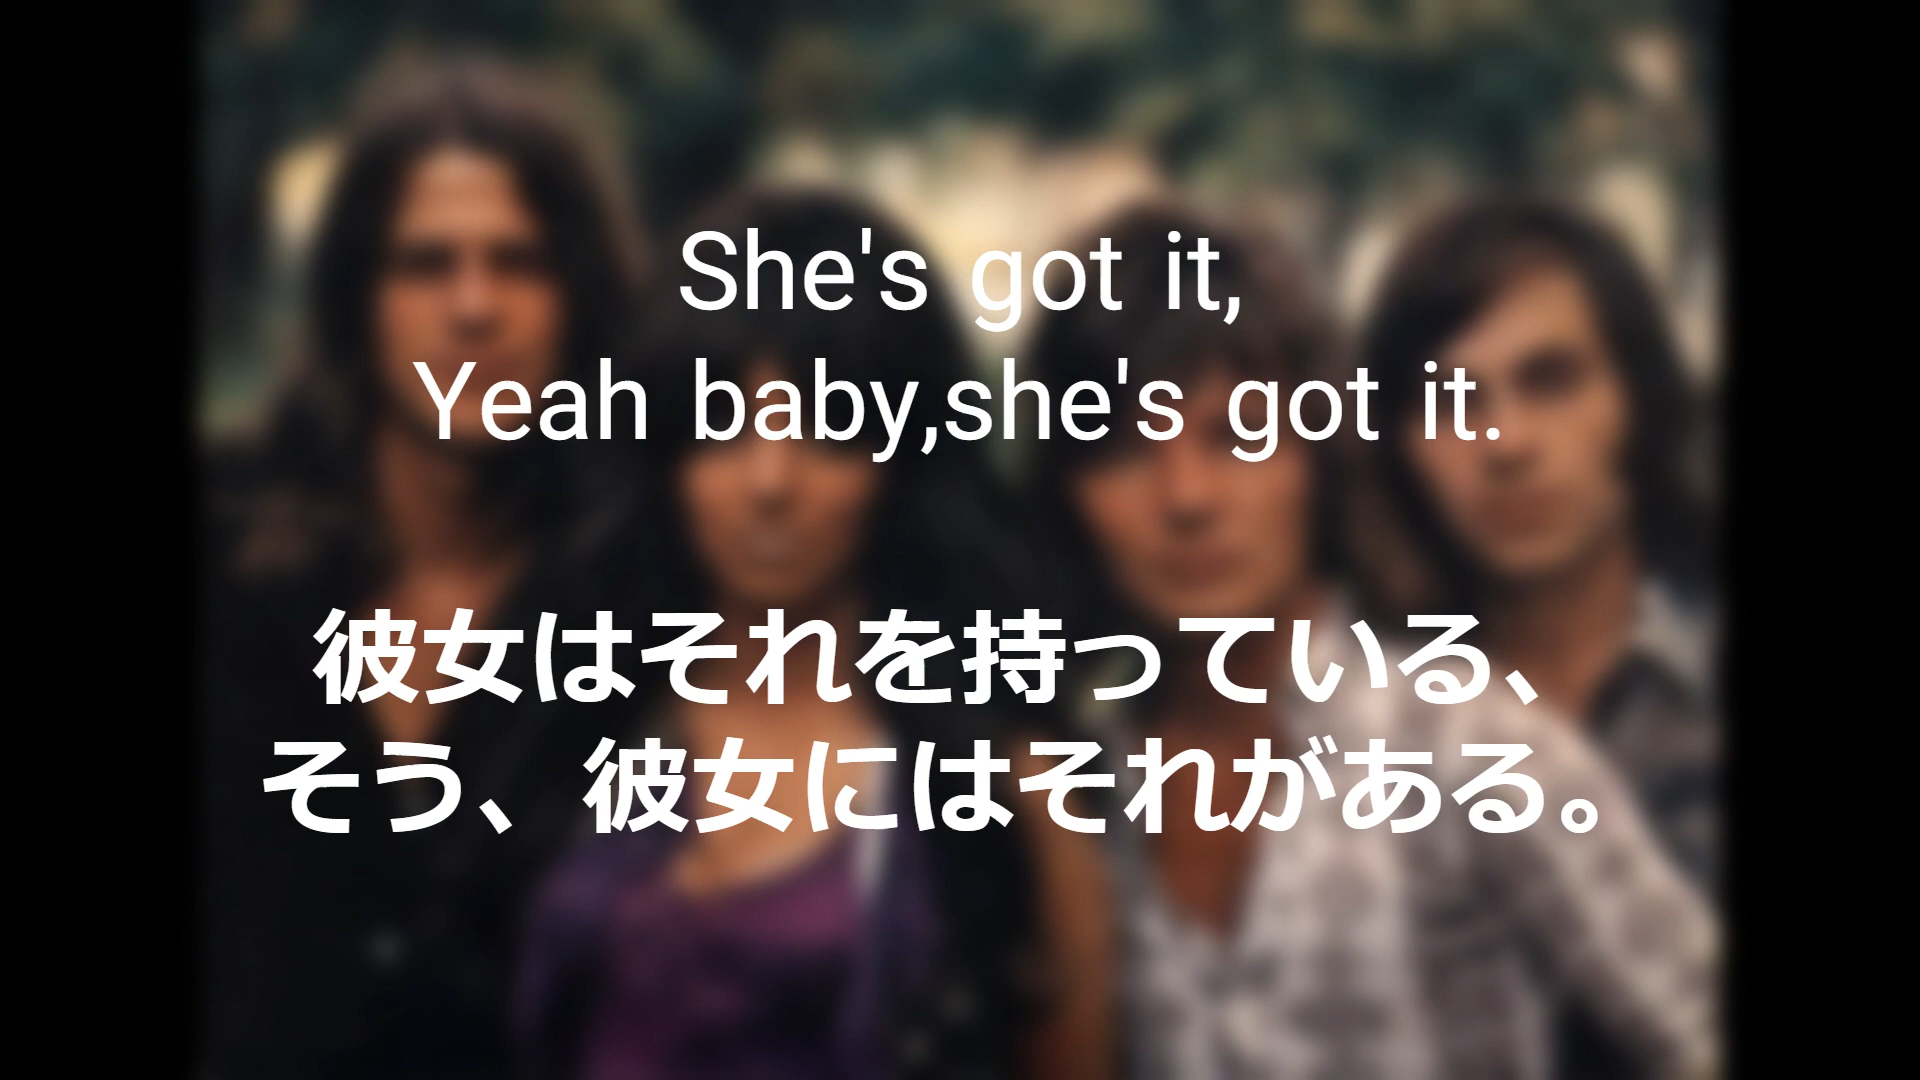 She's got it,
Yeah baby,she's got it.
彼女はそれを持っている、
そう、彼女にはそれがある。